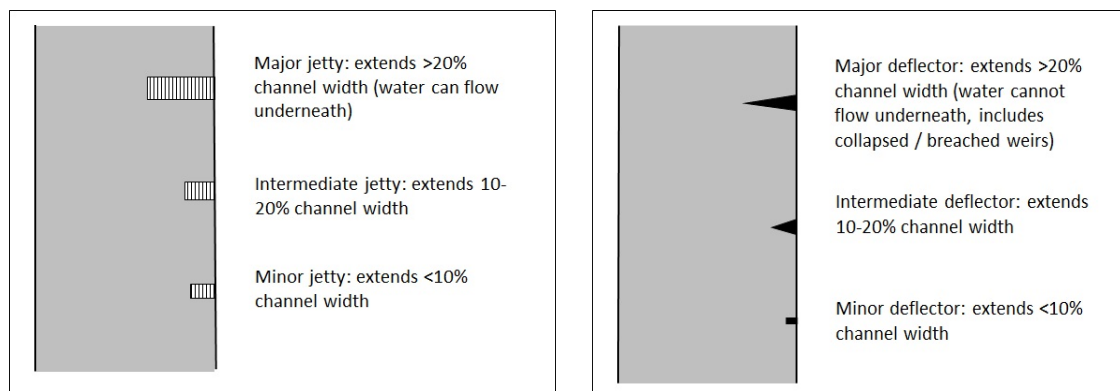 Major jetty: extends >20%
channel width (water can flow
underneath)
Intermediate jetty: extends 10-
20% channel width
Minor jetty: extends <10%
channel width
Major deflector: extends >20%
channel width (water cannot
flow underneath, includes
collapsed / breached weirs)
Intermediate deflector: extends
10-20% channel width
Minor deflector: extends <10%
channel width